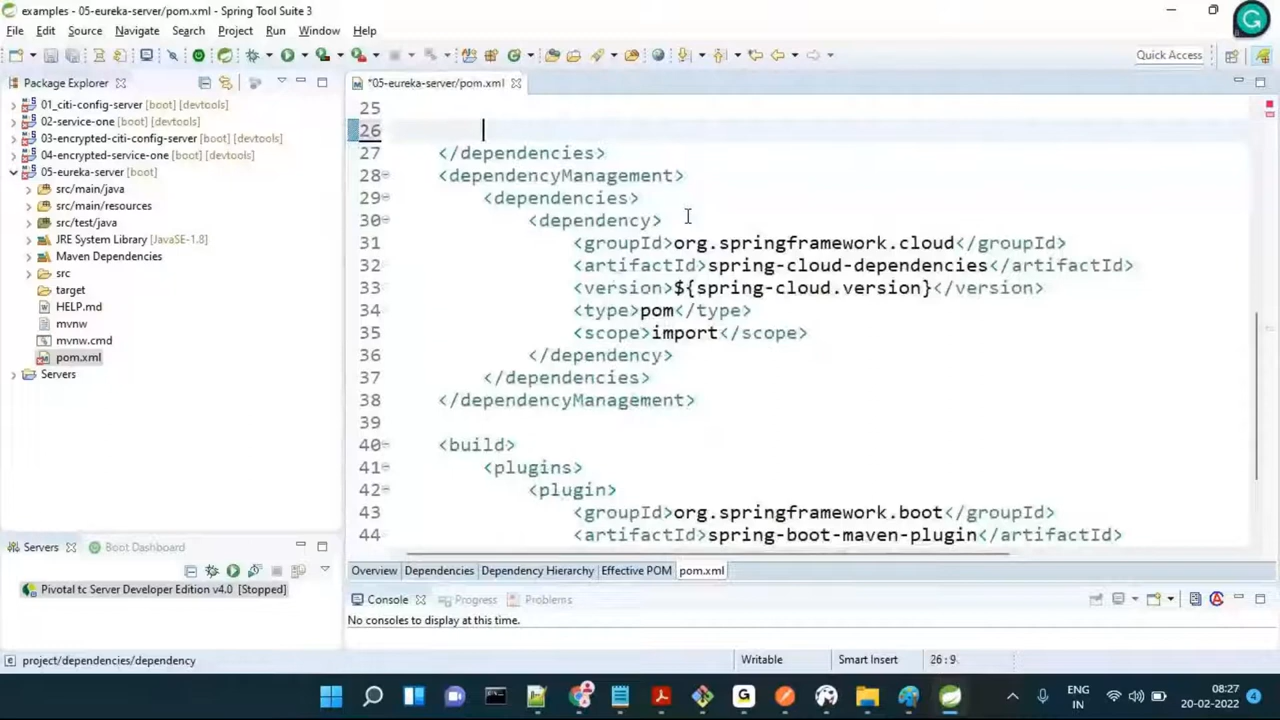 examples - 05-eureka-server/pom.xml - Spring Tool Suite 3
File Edit Source Navigate Search Project Run Window Help
Quick Access
Package Explorer
01_citi-config-server [boot] [devtools]
02-service-one [boot] [devtools]
03-encrypted-citi-config-server [boot] [devtools]
04-encrypted-service-one [boot] [devtools]
05-eureka-server [boot]
src/main/java
src/main/resources
src/test/java
JRE System Library [JavaSE-1.8]
Maven Dependencies
src
target
HELP.md
mvnw
mvnw.cmd
pom.xml
Servers
*05-eureka-server/pom.xml
25
26
27 </dependencies>
28 <dependencyManagement>
29 <dependencies>
30 <dependency>
31 <groupId>org.springframework.cloud</groupId>
32 <artifactId>spring-cloud-dependencies</artifactId>
33 <version>${spring-cloud.version}</version>
34 <type>pom</type>
35 <scope>import</scope>
36 </dependency>
37 </dependencies>
38 </dependencyManagement>
39
40 <build>
41 <plugins>
42 <plugin>
43 <groupId>org.springframework.boot</groupId>
44 <artifactId>spring-boot-maven-plugin</artifactId>
Overview Dependencies Dependency Hierarchy Effective POM pom.xml
Servers Boot Dashboard
Pivotal tc Server Developer Edition v4.0 [Stopped]
Console Progress Problems
No consoles to display at this time.
project/dependencies/dependency
Writable
Smart Insert
26:9
ENG
IN
08:27
20-02-2022
4